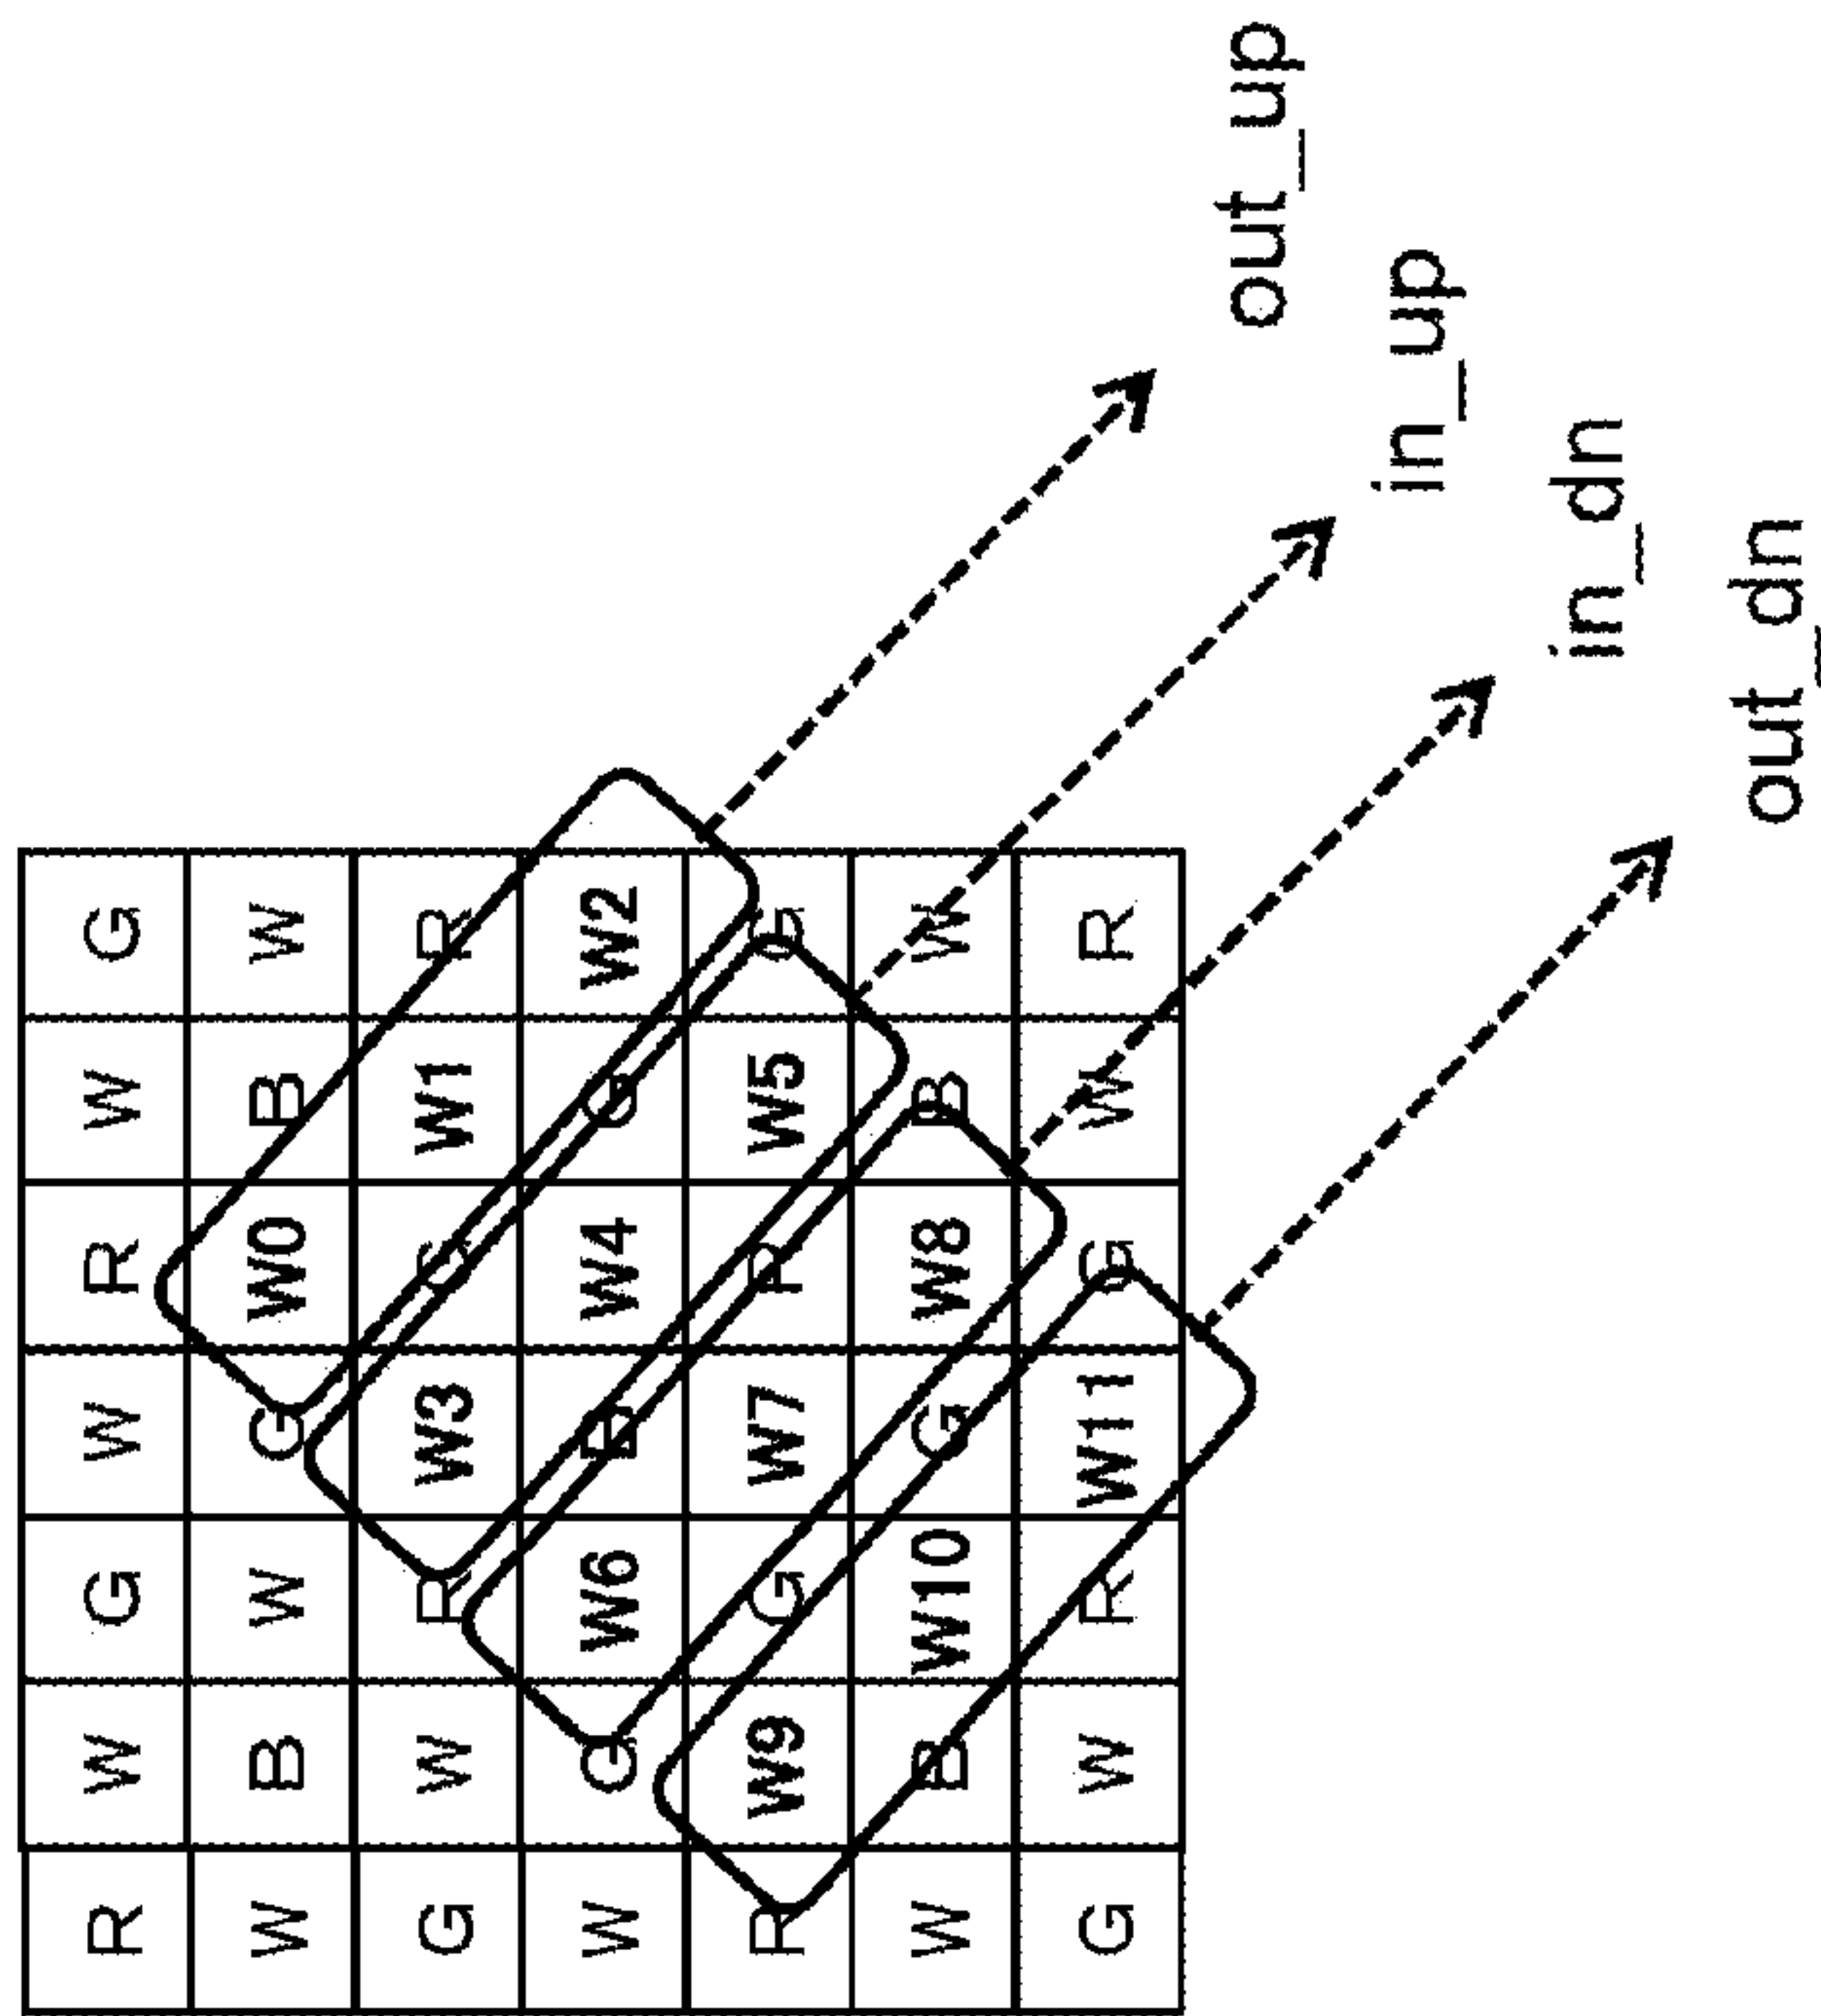 R W G W R W G
W B W G W0 B W
G W R W3 G W1 R
W G W6 B W4 G W2
R W9 G W7 R W5 G
W B W10 G W8 B W
G W R W11 G W R
out_up
in_up
in_dn
out_dn